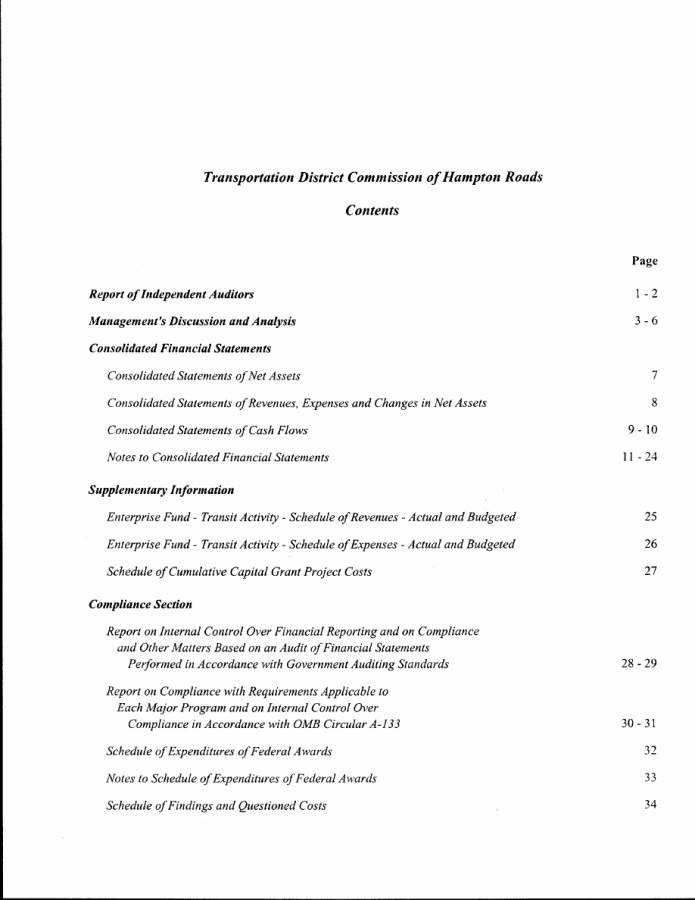 Transportation District Commission of Hampton Roads
Contents
Page
Report of Independent Auditors 1 - 2
Management's Discussion and Analysis 3 - 6
Consolidated Financial Statements
Consolidated Statements of Net Assets 7
Consolidated Statements of Revenues, Expenses and Changes in Net Assets 8
Consolidated Statements of Cash Flows 9 - 10
Notes to Consolidated Financial Statements 11 - 24
Supplementary Information
Enterprise Fund - Transit Activity - Schedule of Revenues - Actual and Budgeted 25
Enterprise Fund - Transit Activity - Schedule of Expenses - Actual and Budgeted 26
Schedule of Cumulative Capital Grant Project Costs 27
Compliance Section
Report on Internal Control Over Financial Reporting and on Compliance
and Other Matters Based on an Audit of Financial Statements
Performed in Accordance with Government Auditing Standards 28 - 29
Report on Compliance with Requirements Applicable to
Each Major Program and on Internal Control Over
Compliance in Accordance with OMB Circular A-133 30 - 31
Schedule of Expenditures of Federal Awards 32
Notes to Schedule of Expenditures of Federal Awards 33
Schedule of Findings and Questioned Costs 34